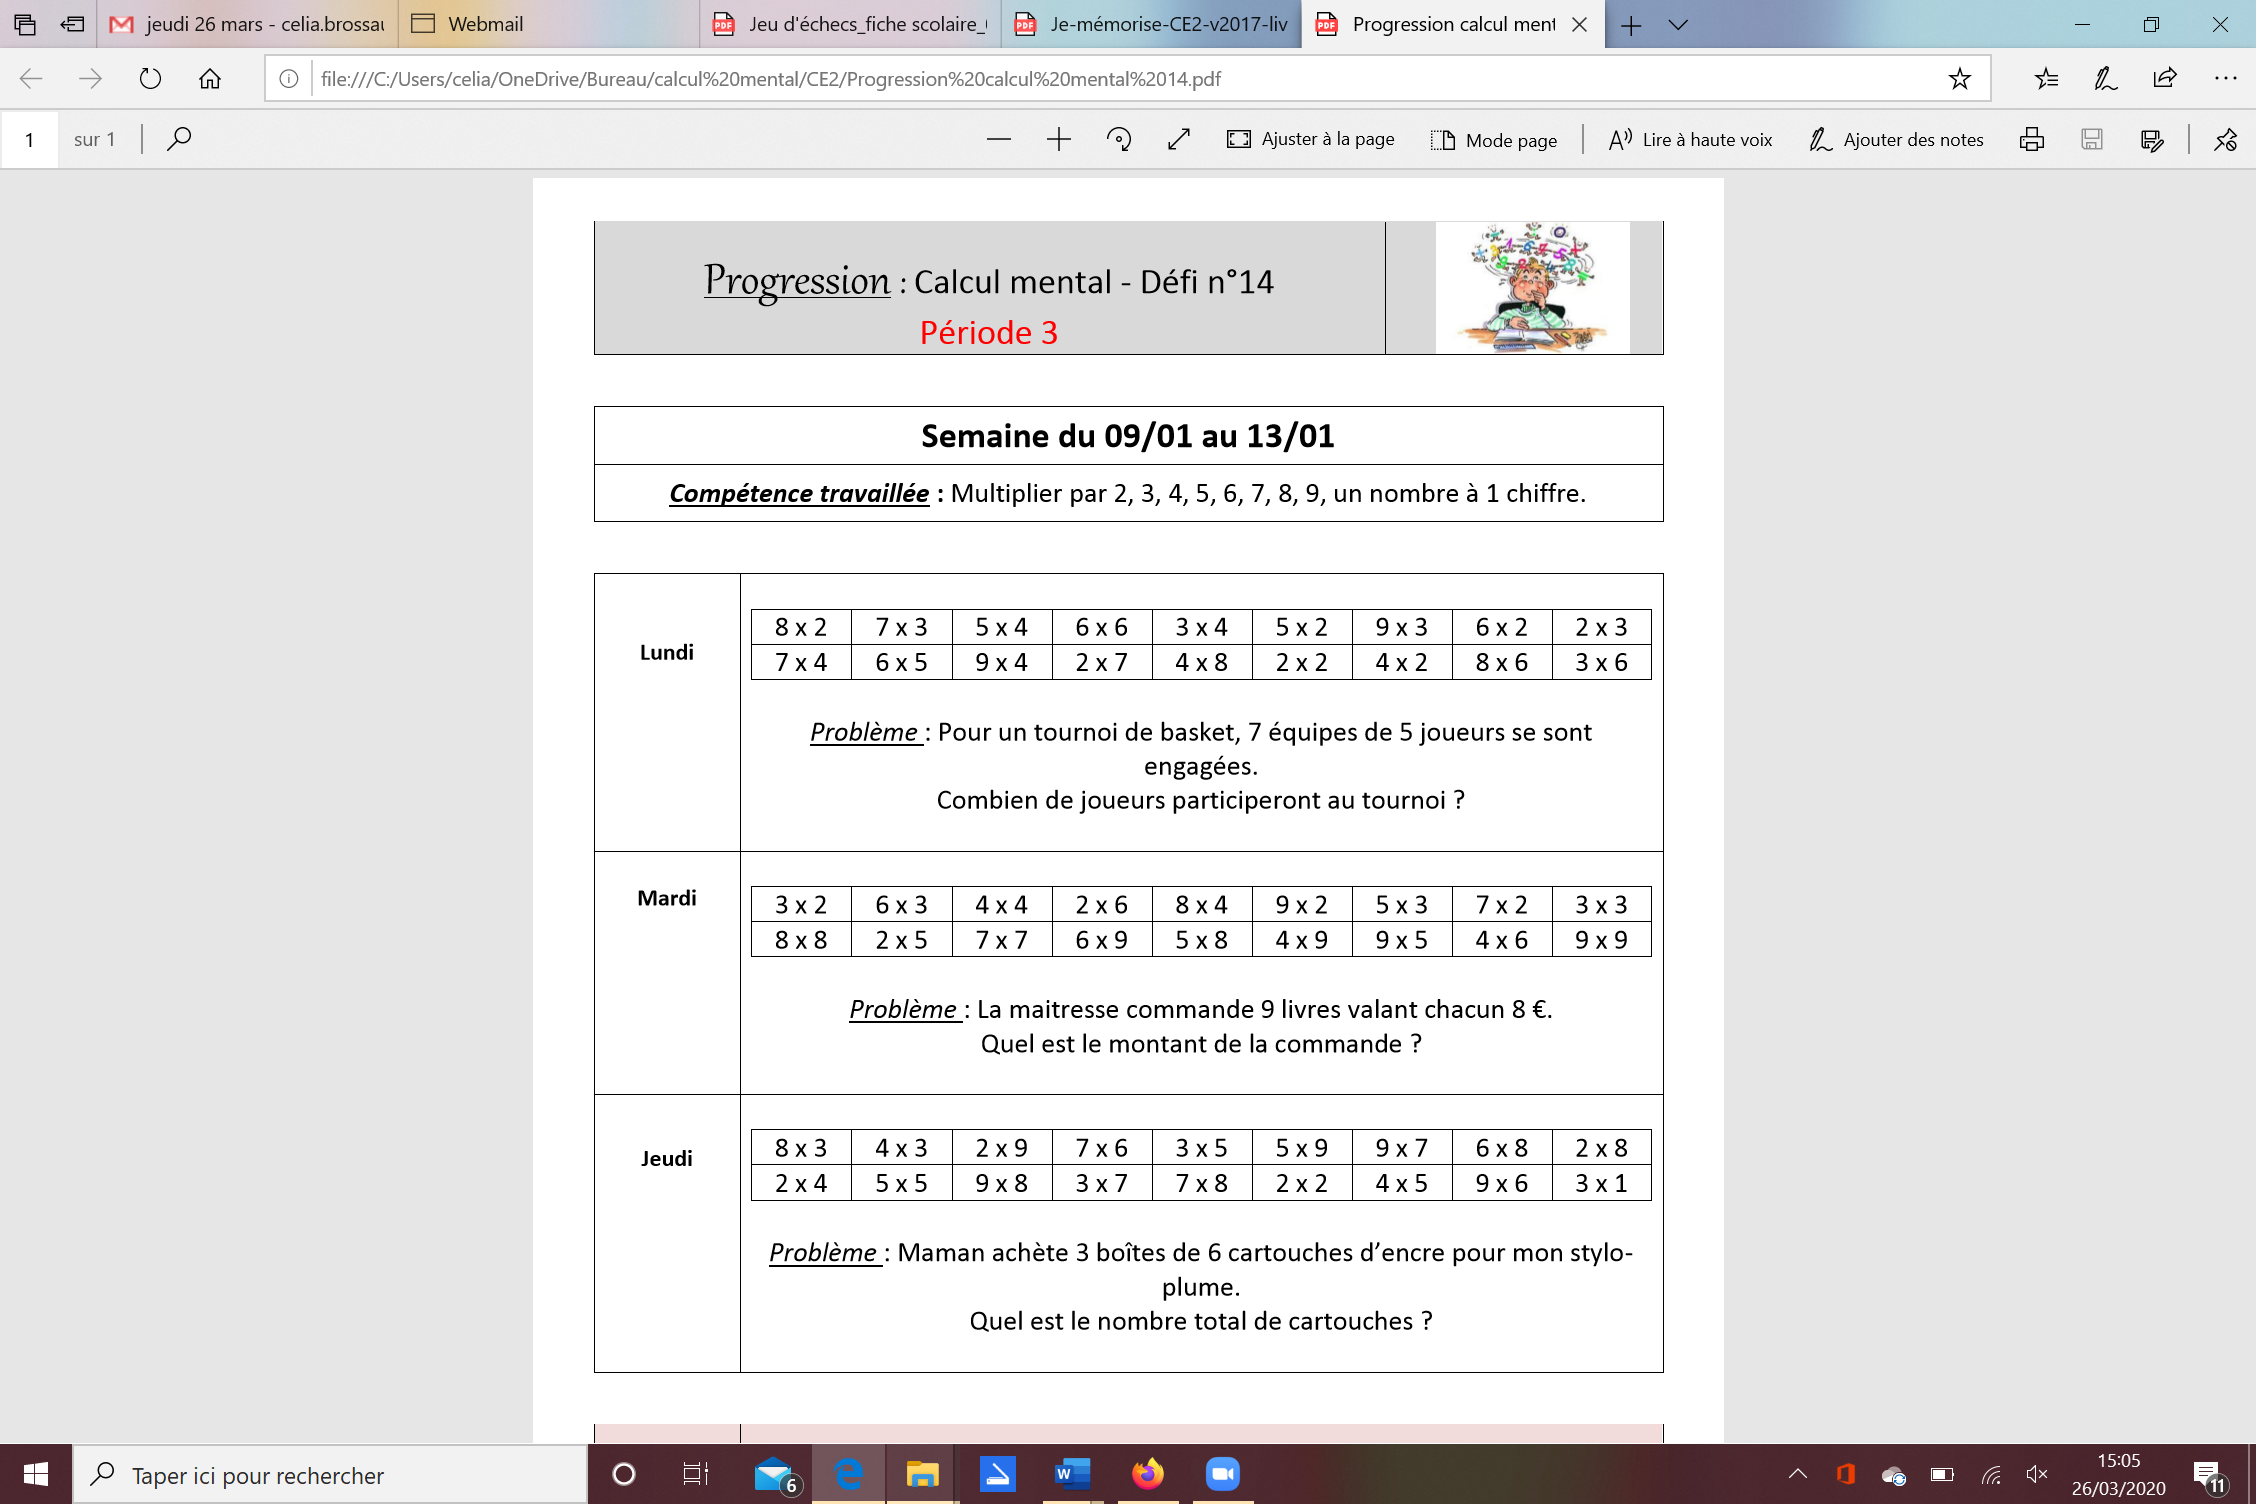 jeudi 26 mars - celia.brossau
Webmail
Jeu d'échecs_fiche scolaire_
Je-mémorise-CE2-v2017-liv
Progression calcul ment
file:///C:/Users/celia/OneDrive/Bureau/calcul%20mental/CE2/Progression%20calcul%20mental%2014.pdf
1 sur 1
Ajuster à la page
Mode page
Lire à haute voix
Ajouter des notes
Progression : Calcul mental - Défi n°14
Période 3
Semaine du 09/01 au 13/01
Compétence travaillée : Multiplier par 2, 3, 4, 5, 6, 7, 8, 9, un nombre à 1 chiffre.
Lundi
8 x 2 7 x 3 5 x 4 6 x 6 3 x 4 5 x 2 9 x 3 6 x 2 2 x 3
7 x 4 6 x 5 9 x 4 2 x 7 4 x 8 2 x 2 4 x 2 8 x 6 3 x 6
Problème : Pour un tournoi de basket, 7 équipes de 5 joueurs se sont
engagées.
Combien de joueurs participeront au tournoi ?
Mardi
3 x 2 6 x 3 4 x 4 2 x 6 8 x 4 9 x 2 5 x 3 7 x 2 3 x 3
8 x 8 2 x 5 7 x 7 6 x 9 5 x 8 4 x 9 9 x 5 4 x 6 9 x 9
Problème : La maitresse commande 9 livres valant chacun 8 €.
Quel est le montant de la commande ?
Jeudi
8 x 3 4 x 3 2 x 9 7 x 6 3 x 5 5 x 9 9 x 7 6 x 8 2 x 8
2 x 4 5 x 5 9 x 8 3 x 7 7 x 8 2 x 2 4 x 5 9 x 6 3 x 1
Problème : Maman achète 3 boîtes de 6 cartouches d’encre pour mon stylo-
plume.
Quel est le nombre total de cartouches ?
Taper ici pour rechercher
6
15:05
26/03/2020
11